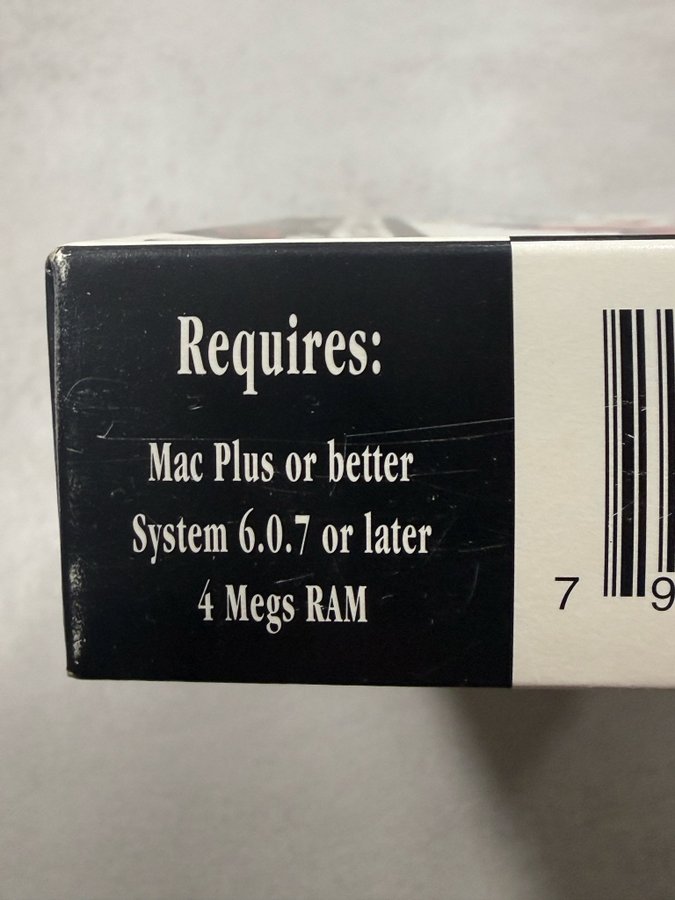 Requires:
Mac Plus or better
System 6.0.7 or later
4 Megs RAM
7 9